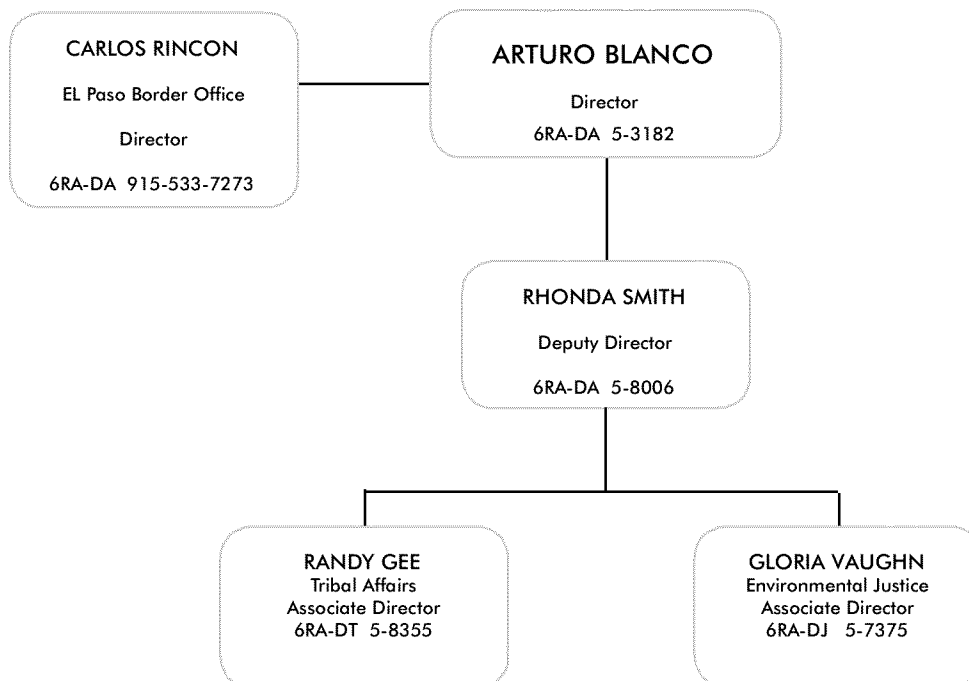 CARLOS RINCON
EL Paso Border Office
Director
6RA-DA 915-533-7273
ARTURO BLANCO
Director
6RA-DA 5-3182
RHONDA SMITH
Deputy Director
6RA-DA 5-8006
RANDY GEE
Tribal Affairs
Associate Director
6RA-DT 5-8355
GLORIA VAUGHN
Environmental Justice
Associate Director
6RA-DJ 5-7375